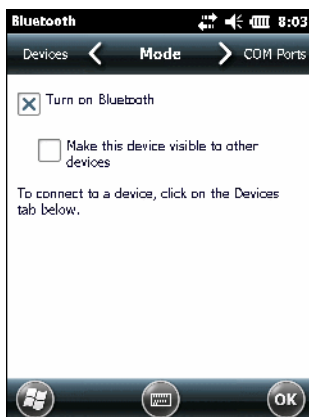 Bluetooth 8:03
Devices Mode COM Ports
Turn on Bluetooth
Make this device visible to other
devices
To connect to a device, click on the Devices
tab below.
OK